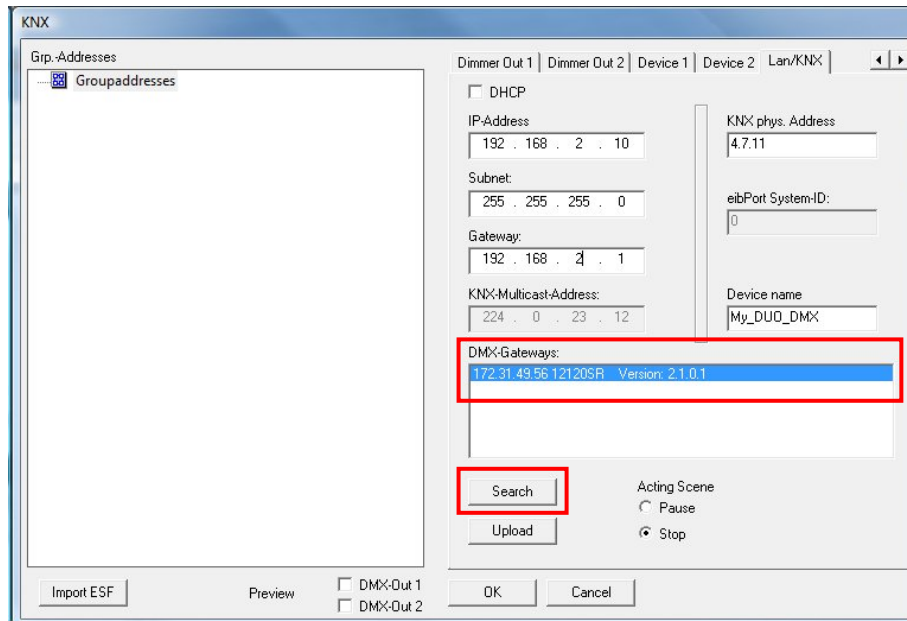 KNX
Grp.-Addresses
Groupaddresses
Dimmer Out 1 Dimmer Out 2 Device 1 Device 2 Lan/KNX
DHCP
IP-Address
192 . 168 . 2 . 10
KNX phys. Address
4.7.11
Subnet:
255 . 255 . 255 . 0
eibPort System-ID:
0
Gateway:
192 . 168 . 2 . 1
KNX-Multicast-Address:
224 . 0 . 23 . 12
Device name
My_DUO_DMX
DMX-Gateways:
172.31.49.56 12120SR Version: 2.1.0.1
Search
Acting Scene
Pause
Upload
Stop
Import ESF
Preview
DMX-Out 1
DMX-Out 2
OK
Cancel